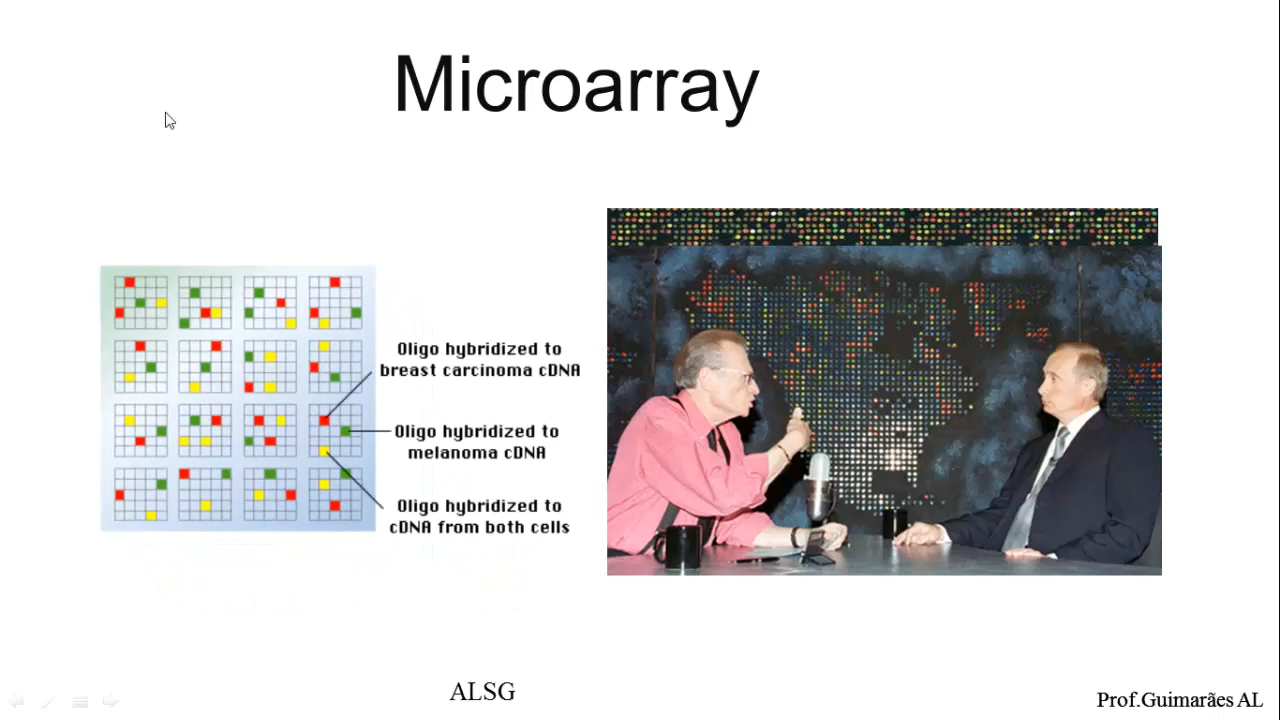 Microarray
Oligo hybridized to
breast carcinoma cDNA
Oligo hybridized to
melanoma cDNA
Oligo hybridized to
cDNA from both cells
ALSG
Prof.Guimarães AL